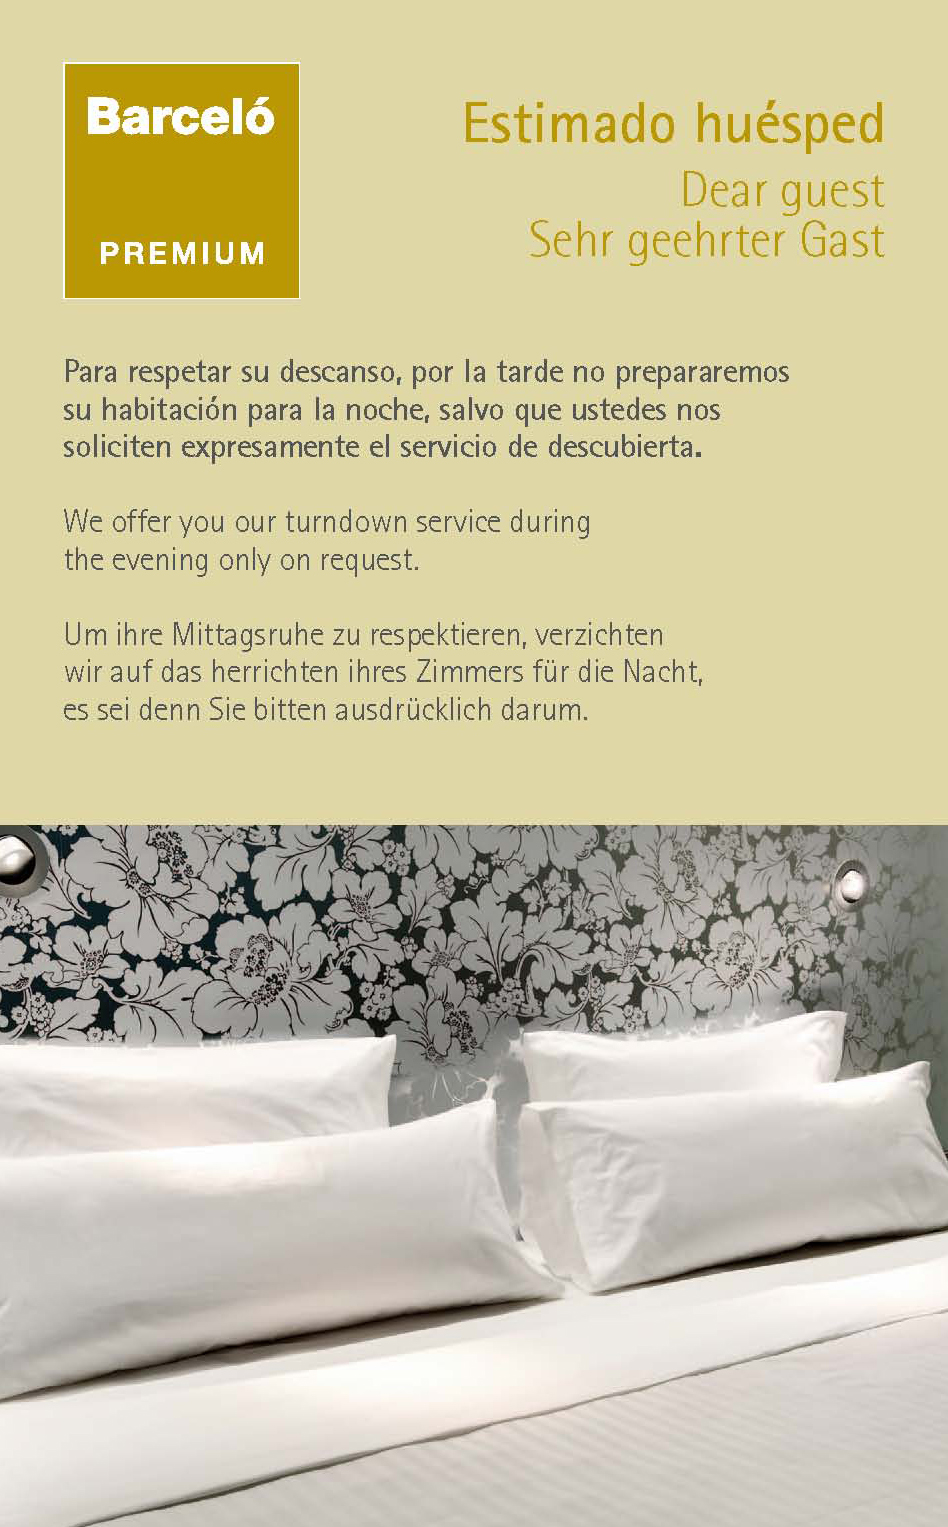 Barceló
PREMIUM
Estimado huésped
Dear guest
Sehr geehrter Gast
Para respetar su descanso, por la tarde no prepararemos
su habitación para la noche, salvo que ustedes nos
soliciten expresamente el servicio de descubierta.
We offer you our turndown service during
the evening only on request.
Um ihre Mittagsruhe zu respektieren, verzichten
wir auf das herrichten ihres Zimmers für die Nacht,
es sei denn Sie bitten ausdrücklich darum.